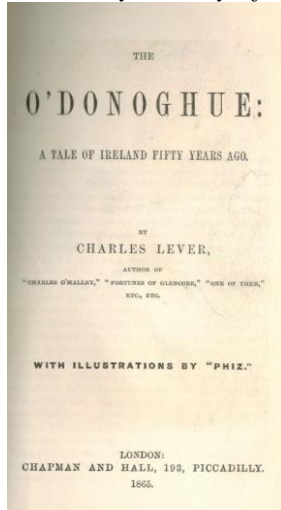 THE
O'DONOGHUE:
A TALE OF IRELAND FIFTY YEARS AGO.
BY
CHARLES LEVER,
AUTHOR OF
"CHARLES O'MALLEY," "FORTUNES OF GLENCORE," "ONE OF THEM,"
ETC., ETC.
WITH ILLUSTRATIONS BY "PHIZ."
LONDON:
CHAPMAN AND HALL, 193, PICCADILLY.
1865.